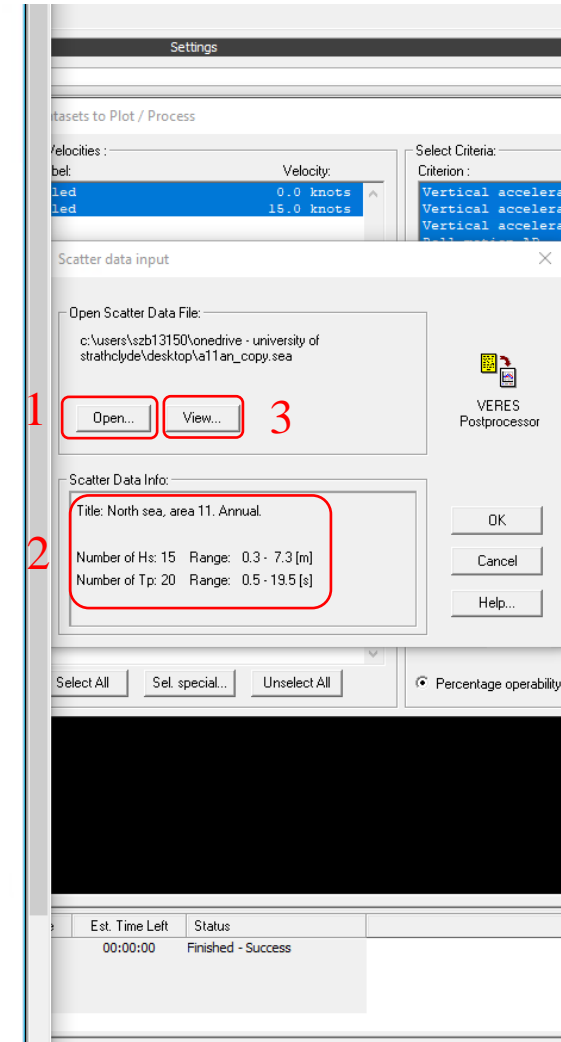 Settings
tasets to Plot / Process
Velocities :
Select Criteria:
bel:
Velocity:
Criterion :
led
0.0 knots
Vertical accelera
led
15.0 knots
Vertical accelera
Vertical accelera
Scatter data input
Open Scatter Data File:
c:\users\szb13150\onedrive - university of
strathclyde\desktop\a11an_copy.sea
1
Open...
View...
3
VERES
Postprocessor
Scatter Data Info:
Title: North sea, area 11. Annual.
OK
2
Number of Hs: 15 Range: 0.3 - 7.3 [m]
Cancel
Number of Tp: 20 Range: 0.5 - 19.5 [s]
Help...
Select All
Sel. special...
Unselect All
Percentage operability
Est. Time Left
Status
00:00:00
Finished - Success